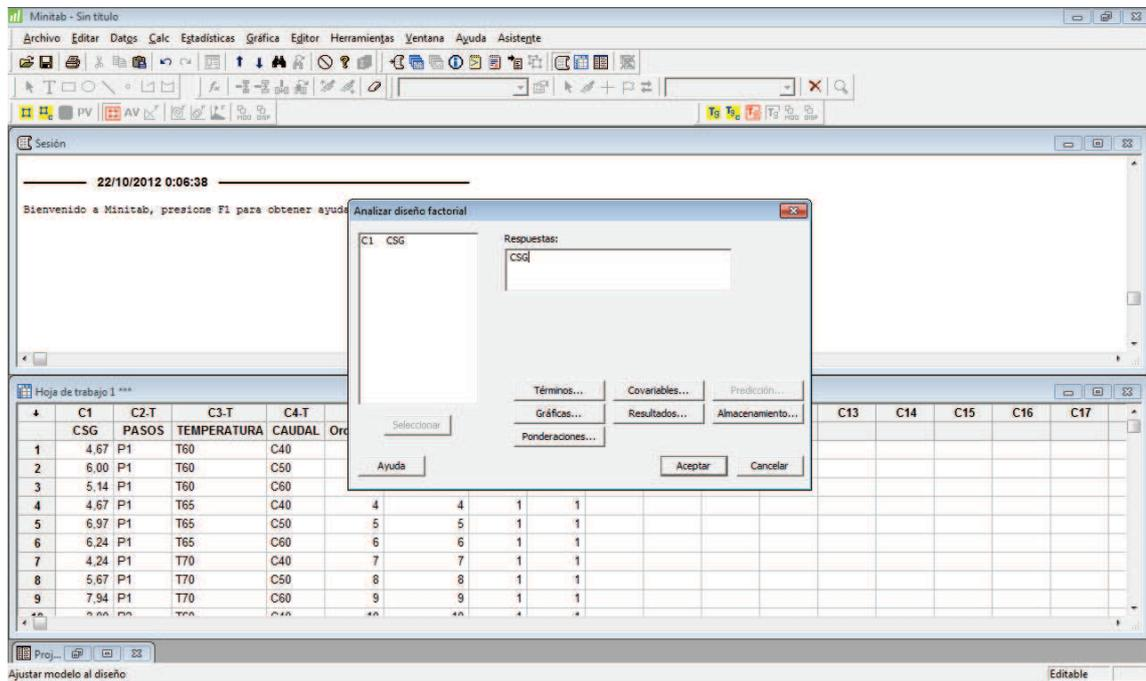 Minitab - Sin título
Archivo Editar Datos Calc Estadísticas Gráfica Editor Herramientas Ventana Ayuda Asistente
PV AV
Sesión
22/10/2012 0:06:38
Bienvenido a Minitab, presione F1 para obtener ayuda
Analizar diseño factorial
C1 CSG
Respuestas:
CSG
Términos... Covariables... Predicción...
Gráficas... Resultados... Almacenamiento...
Seleccionar
Ponderaciones...
Ayuda Aceptar Cancelar
Hoja de trabajo 1 ***
C1 C2-T C3-T C4-T C13 C14 C15 C16 C17
CSG PASOS TEMPERATURA CAUDAL
1 4,67 P1 T60 C40
2 6,00 P1 T60 C50
3 5,14 P1 T60 C60
4 4,67 P1 T65 C40 4 4 1 1
5 6,97 P1 T65 C50 5 5 1 1
6 6,24 P1 T65 C60 6 6 1 1
7 4,24 P1 T70 C40 7 7 1 1
8 5,67 P1 T70 C50 8 8 1 1
9 7,94 P1 T70 C60 9 9 1 1
Proj...
Ajustar modelo al diseño
Editable